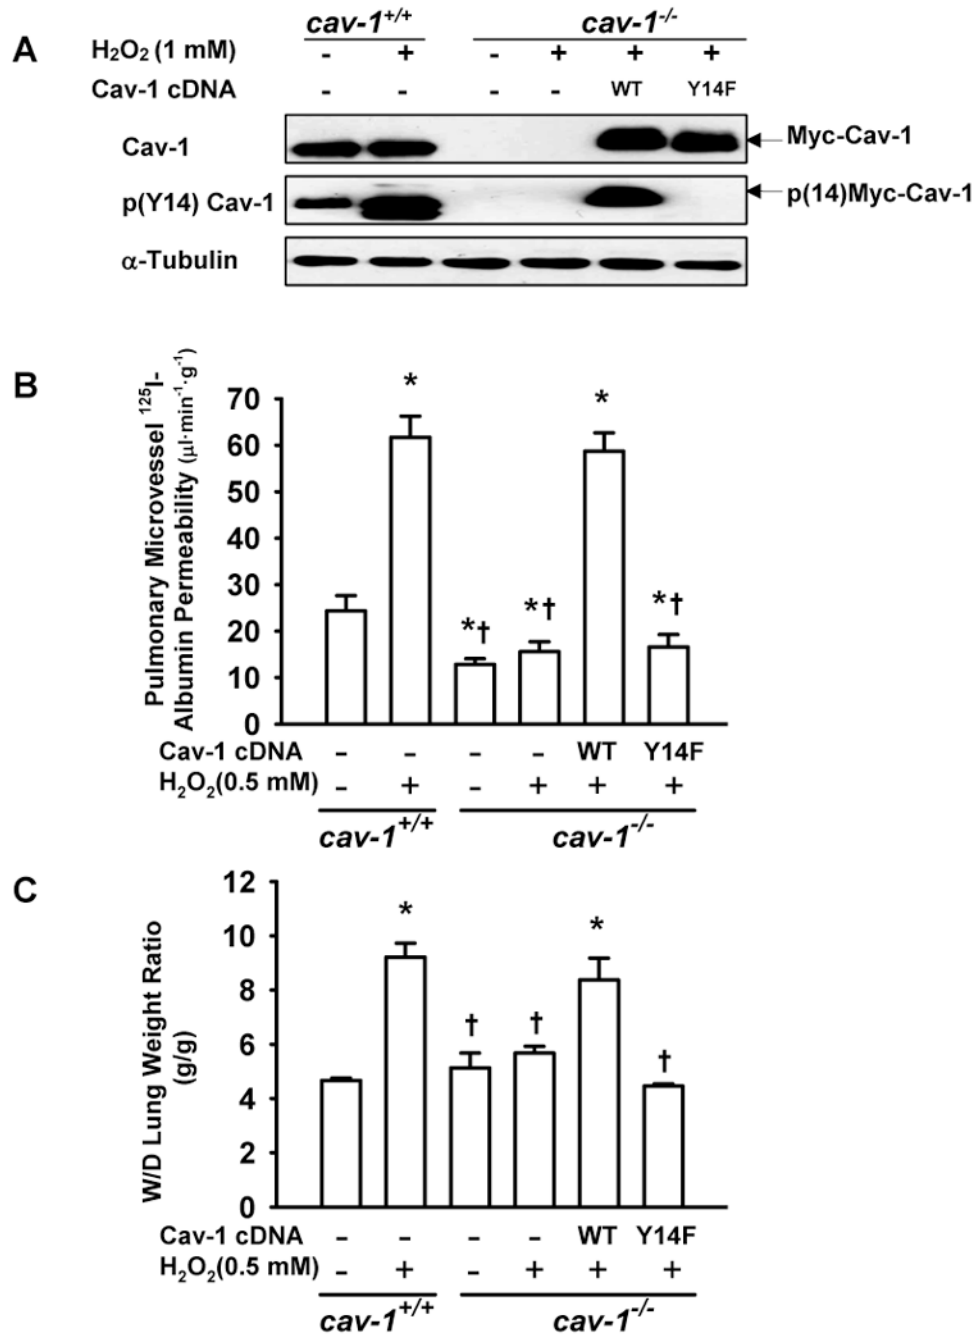 A
cav-1+/+ cav-1-/-
H2O2 (1 mM) - + - + + +
Cav-1 cDNA - - - - WT Y14F
Cav-1 Myc-Cav-1
p(Y14) Cav-1 p(14)Myc-Cav-1
α-Tubulin
B
Pulmonary Microvessel 125I-
Albumin Permeability (μl·min-1·g-1)
70
60
50
40
30
20
10
0
* *
*† *† *†
Cav-1 cDNA - - - - WT Y14F
H2O2(0.5 mM) - + - + + +
cav-1+/+ cav-1-/-
C
W/D Lung Weight Ratio
(g/g)
12
10
8
6
4
2
0
* *
† † †
Cav-1 cDNA - - - - WT Y14F
H2O2(0.5 mM) - + - + + +
cav-1+/+ cav-1-/-